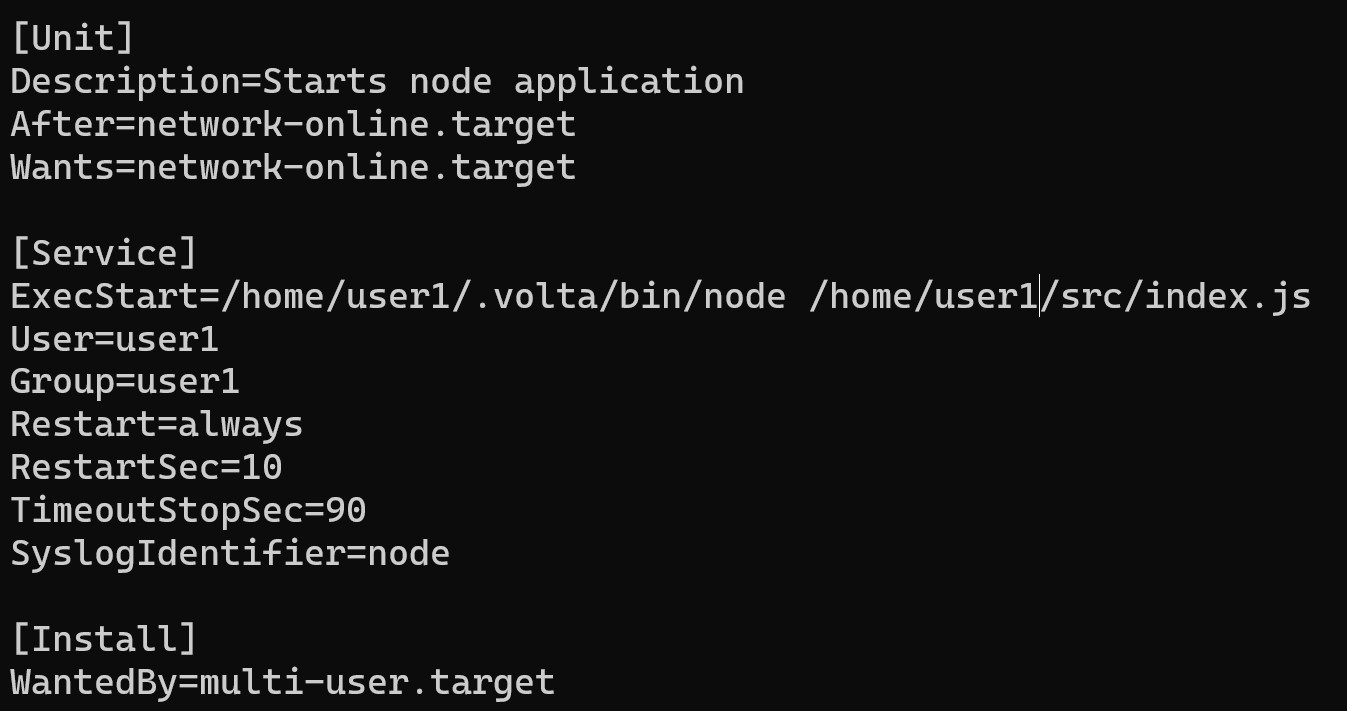 [Unit]
Description=Starts node application
After=network-online.target
Wants=network-online.target

[Service]
ExecStart=/home/user1/.volta/bin/node /home/user1/src/index.js
User=user1
Group=user1
Restart=always
RestartSec=10
TimeoutStopSec=90
SyslogIdentifier=node

[Install]
WantedBy=multi-user.target